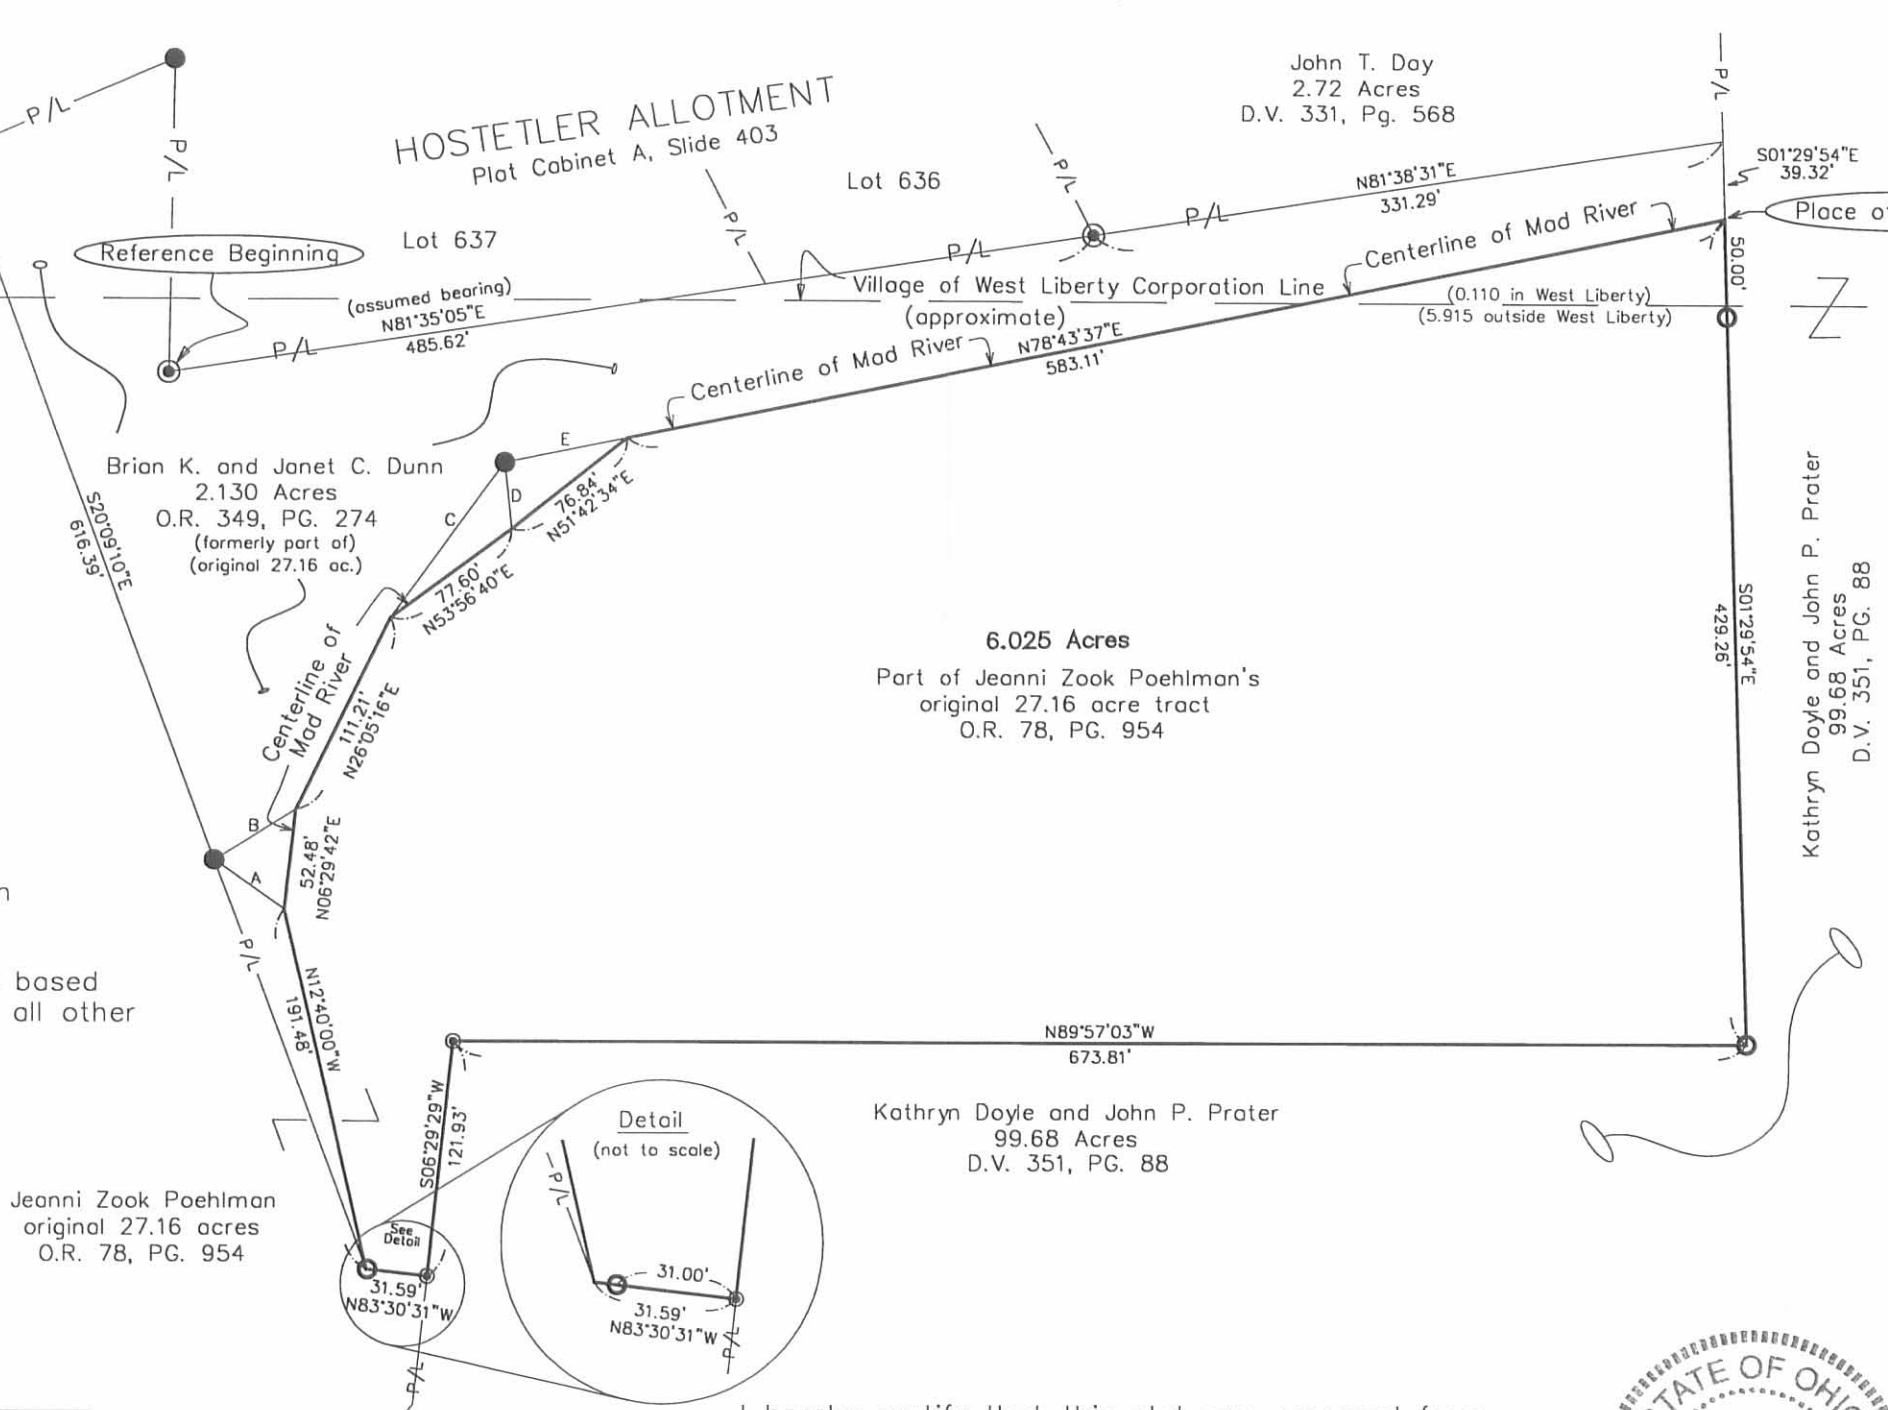 John T. Day
2.72 Acres
D.V. 331, Pg. 568
P/L
P/L
P/L
HOSTETLER ALLOTMENT
Plat Cabinet A, Slide 403
Lot 636
P/L
P/L
N81°38'31"E
331.29'
P/L
S01°29'54"E
39.32'
Place o
Reference Beginning
Lot 637
P/L
Centerline of Mad River
50.00'
(assumed bearing)
N81°35'05"E
485.62'
P/L
Village of West Liberty Corporation Line
(approximate)
(0.110 in West Liberty)
(5.915 outside West Liberty)
Z
Centerline of Mad River
N78°43'37"E
583.11'
E
D
C
76.84'
N51°42'34"E
Brian K. and Janet C. Dunn
2.130 Acres
O.R. 349, PG. 274
(formerly part of)
(original 27.16 ac.)
S20°09'10"E
616.39'
77.60'
N53°56'40"E
Centerline of
Mad River
111.21'
N26°05'16"E
6.025 Acres
Part of Jeanni Zook Poehlman's
original 27.16 acre tract
O.R. 78, PG. 954
S01°29'54"E
429.26'
Kathryn Doyle and John P. Prater
99.68 Acres
D.V. 351, PG. 88
B
A
52.48'
N06°29'42"E
n
based
all other
P/L
N12°40'00"W
191.48'
N89°57'03"W
673.81'
S06°29'29"W
121.93'
Detail
(not to scale)
P/L
31.00'
31.59'
N83°30'31"W
P/L
Kathryn Doyle and John P. Prater
99.68 Acres
D.V. 351, PG. 88
Jeanni Zook Poehlman
original 27.16 acres
O.R. 78, PG. 954
See
Detail
31.59'
N83°30'31"W
P/L
TATE OF OHI